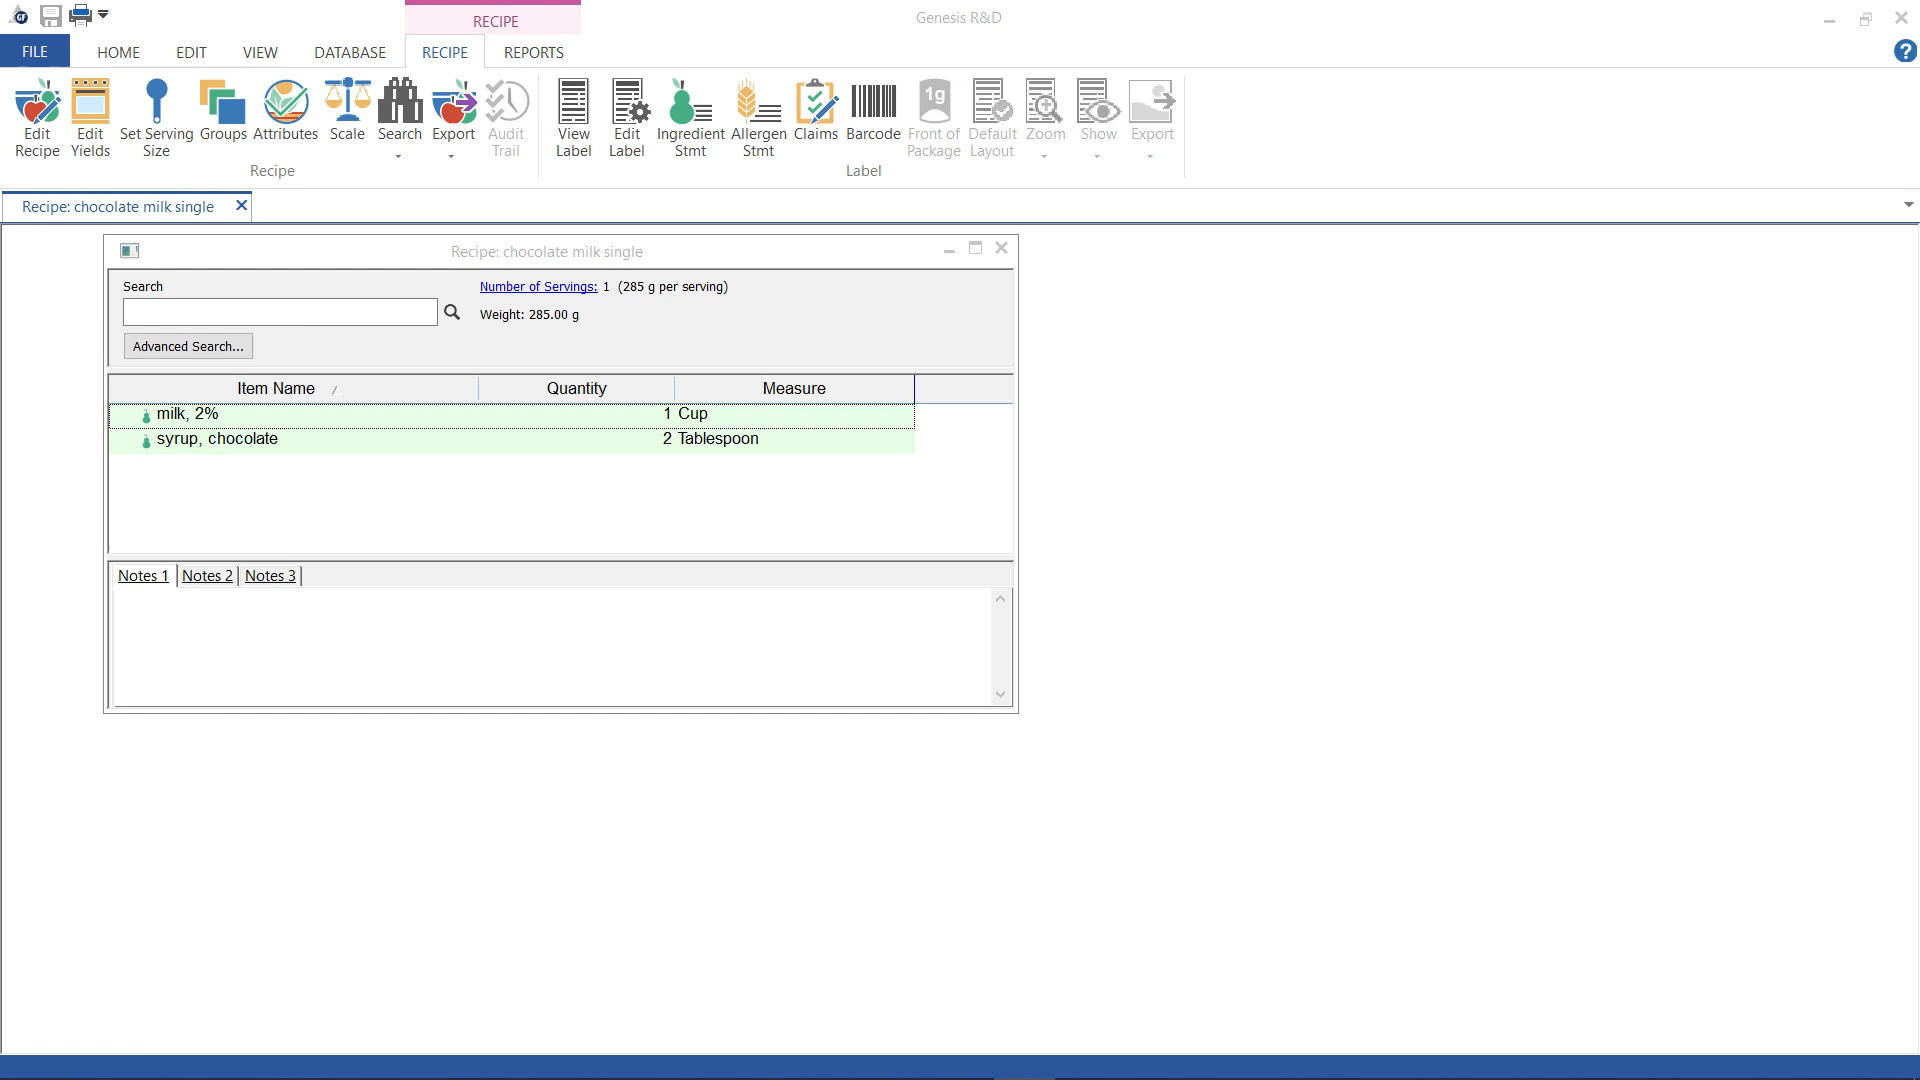 GF
RECIPE
Genesis R&D
FILE HOME EDIT VIEW DATABASE RECIPE REPORTS ?
Edit Recipe
Edit Yields
Set Serving Size
Groups
Attributes
Scale
Search
Export
Audit Trail
Recipe
View Label
Edit Label
Ingredient Stmt
Allergen Stmt
Claims
Barcode
1g
Front of Package
Default Layout
Zoom
Show
Export
Label
Recipe: chocolate milk single
Recipe: chocolate milk single
Search
Number of Servings: 1 (285 g per serving)
Weight: 285.00 g
Advanced Search...
Item Name Quantity Measure
milk, 2% 1 Cup
syrup, chocolate 2 Tablespoon
Notes 1 Notes 2 Notes 3